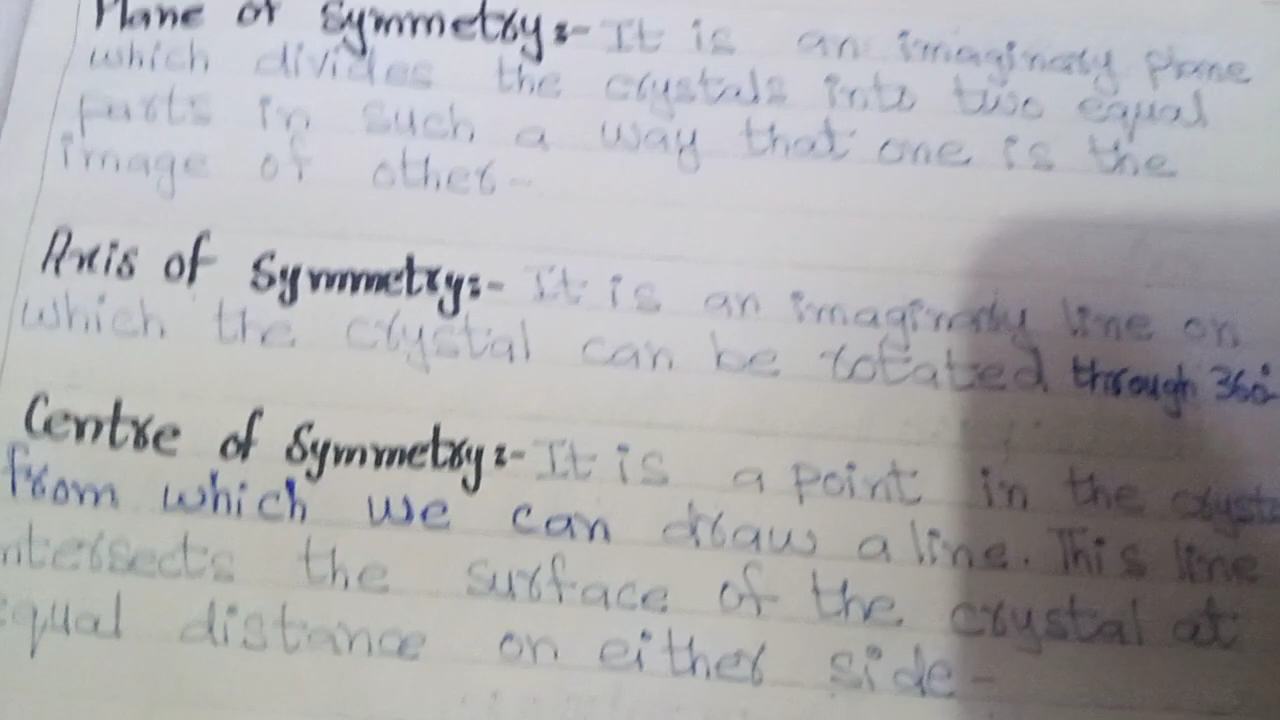 Plane of Symmetry:- It is an imaginary plane
which divides the crystals into two equal
parts in such a way that one is the
image of other-
Axis of Symmetry:- It is an imaginary line on
which the crystal can be rotated through 360°
Centre of Symmetry:- It is a point in the crysta
from which we can draw a line. This line
ntersects the surface of the crystal at
equal distance on either side-